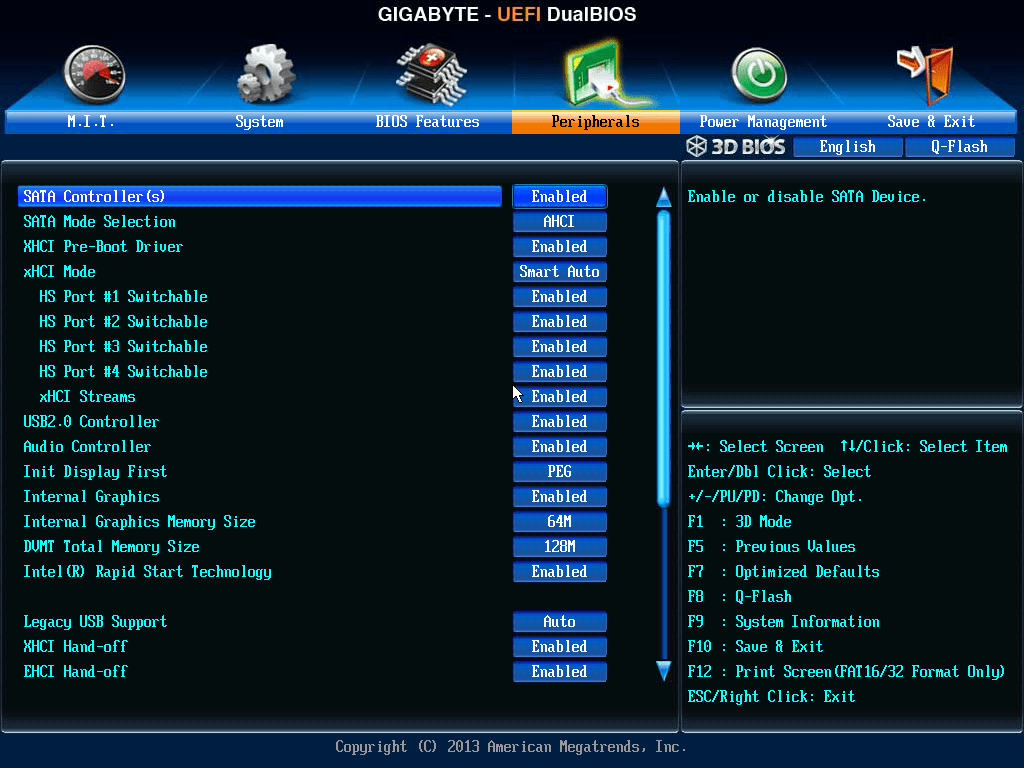 GIGABYTE - UEFI DualBIOS
M.I.T. System BIOS Features Peripherals Power Management Save & Exit
3D BIOS English Q-Flash
SATA Controller(s) Enabled
SATA Mode Selection AHCI
XHCI Pre-Boot Driver Enabled
xHCI Mode Smart Auto
HS Port #1 Switchable Enabled
HS Port #2 Switchable Enabled
HS Port #3 Switchable Enabled
HS Port #4 Switchable Enabled
xHCI Streams Enabled
USB2.0 Controller Enabled
Audio Controller Enabled
Init Display First PEG
Internal Graphics Enabled
Internal Graphics Memory Size 64M
DVMT Total Memory Size 128M
Intel(R) Rapid Start Technology Enabled
Legacy USB Support Auto
XHCI Hand-off Enabled
EHCI Hand-off Enabled
Enable or disable SATA Device.
→←: Select Screen ↑↓/Click: Select Item
Enter/Dbl Click: Select
+/-/PU/PD: Change Opt.
F1 : 3D Mode
F5 : Previous Values
F7 : Optimized Defaults
F8 : Q-Flash
F9 : System Information
F10 : Save & Exit
F12 : Print Screen(FAT16/32 Format Only)
ESC/Right Click: Exit
Copyright (C) 2013 American Megatrends, Inc.